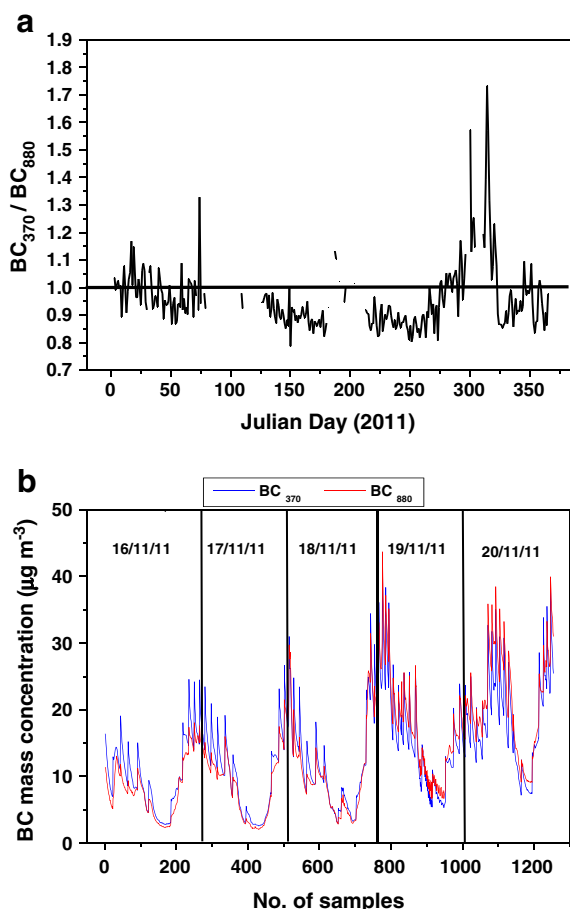 a
1.9
1.8
1.7
1.6
1.5
1.4
1.3
1.2
1.1
1.0
0.9
0.8
0.7
BC370 / BC880
0 50 100 150 200 250 300 350
Julian Day (2011)
b
BC 370 BC 880
50
40
30
20
10
0
BC mass concentration (µg m-3)
16/11/11 17/11/11 18/11/11 19/11/11 20/11/11
0 200 400 600 800 1000 1200
No. of samples